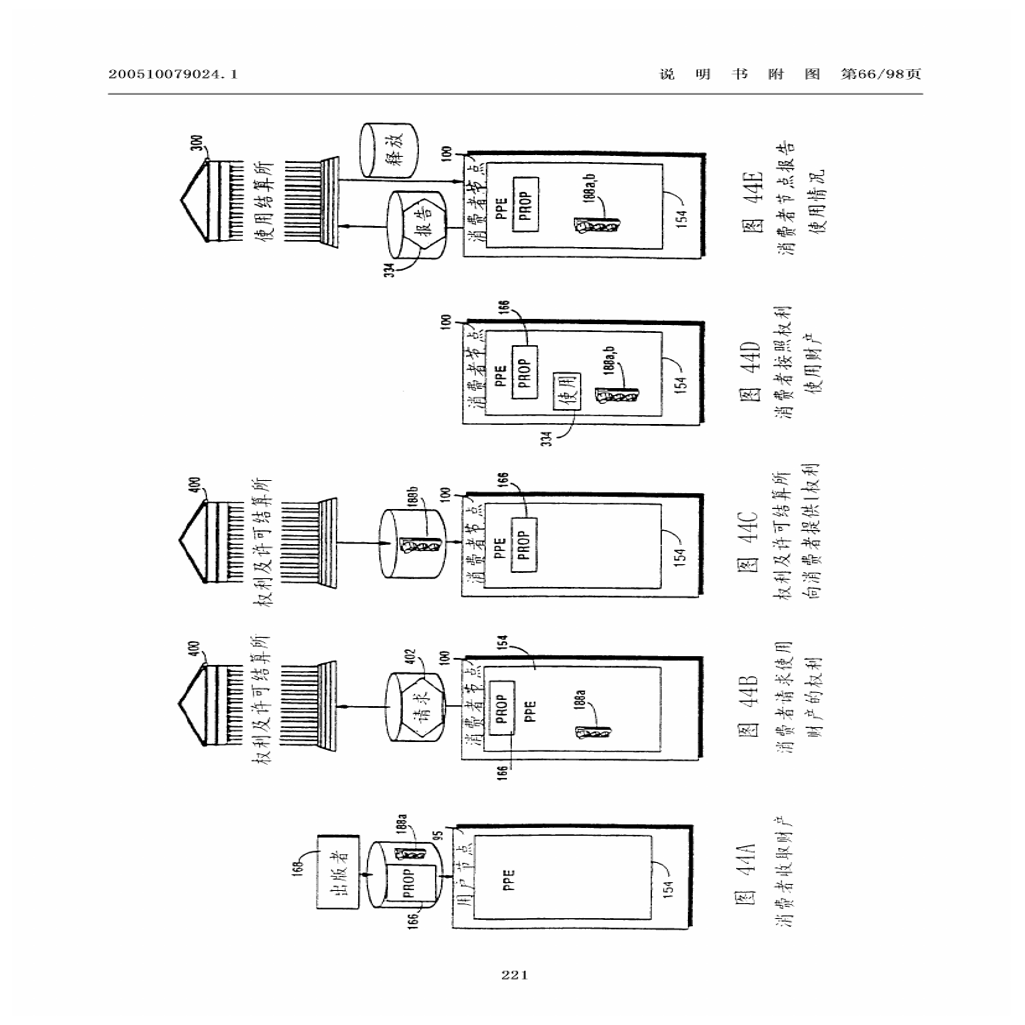 200510079024.1
说 明 书 附 图 第66/98页
168
出版者
188a
PROP
166
95
用户节点
PPE
154
图 44A
消费者收取财产
400
权利及许可结算所
402
请求
100
消费者节点
154
PROP
PPE
166
188a
图 44B
消费者请求使用
财产的权利
400
权利及许可结算所
188b
100
消费者节点
166
PPE
PROP
154
图 44C
权利及许可结算所
向消费者提供1权利
100
消费者节点
166
PPE
PROP
使用
188a,b
334
154
图 44D
消费者按照权利
使用财产
300
使用结算所
释放
报告
334
100
消费者节点
PPE
PROP
188a,b
154
图 44E
消费者节点报告
使用情况
221